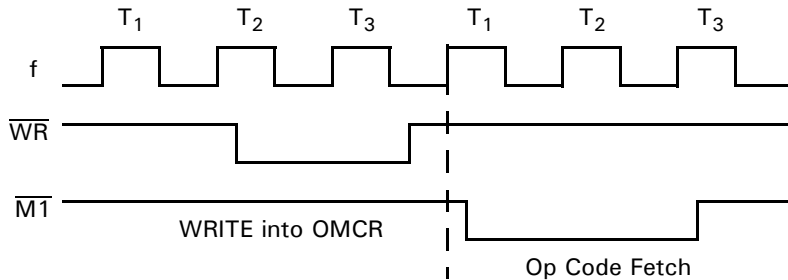 T1 T2 T3 T1 T2 T3
f
WR
M1
WRITE into OMCR
Op Code Fetch